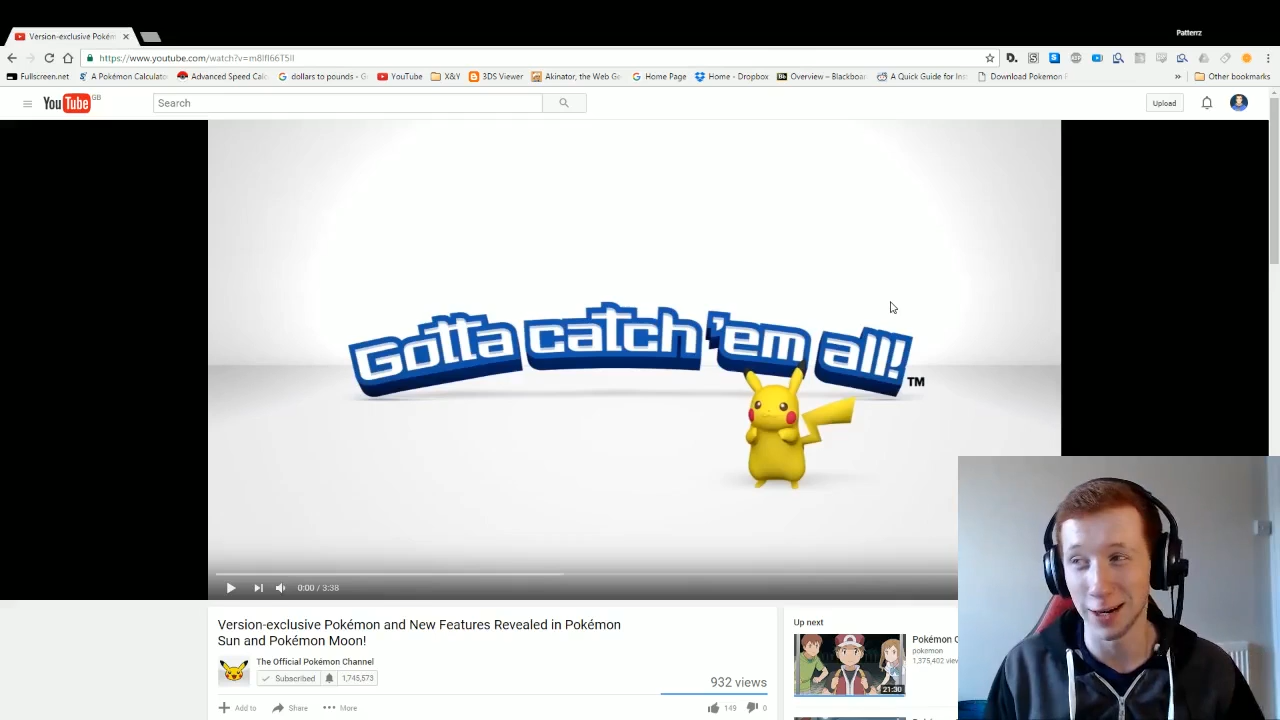 Patterrz
Version-exclusive Pokém
https://www.youtube.com/watch?v=m8lfl66T5lI
Fullscreen.net
A Pokémon Calculato
Advanced Speed Calc
dollars to pounds - G
YouTube
X&Y
3DS Viewer
Akinator, the Web Ge
Home Page
Home - Dropbox
Overview – Blackboar
A Quick Guide for Ins
Download Pokemon R
Other bookmarks
YouTube GB
Search
Upload
Gotta catch 'em all!
TM
0:00 / 3:38
Version-exclusive Pokémon and New Features Revealed in Pokémon
Sun and Pokémon Moon!
The Official Pokémon Channel
Subscribed
1,745,573
932 views
Add to
Share
More
149
0
Up next
Pokémon
pokemon
1,375,402
21:30